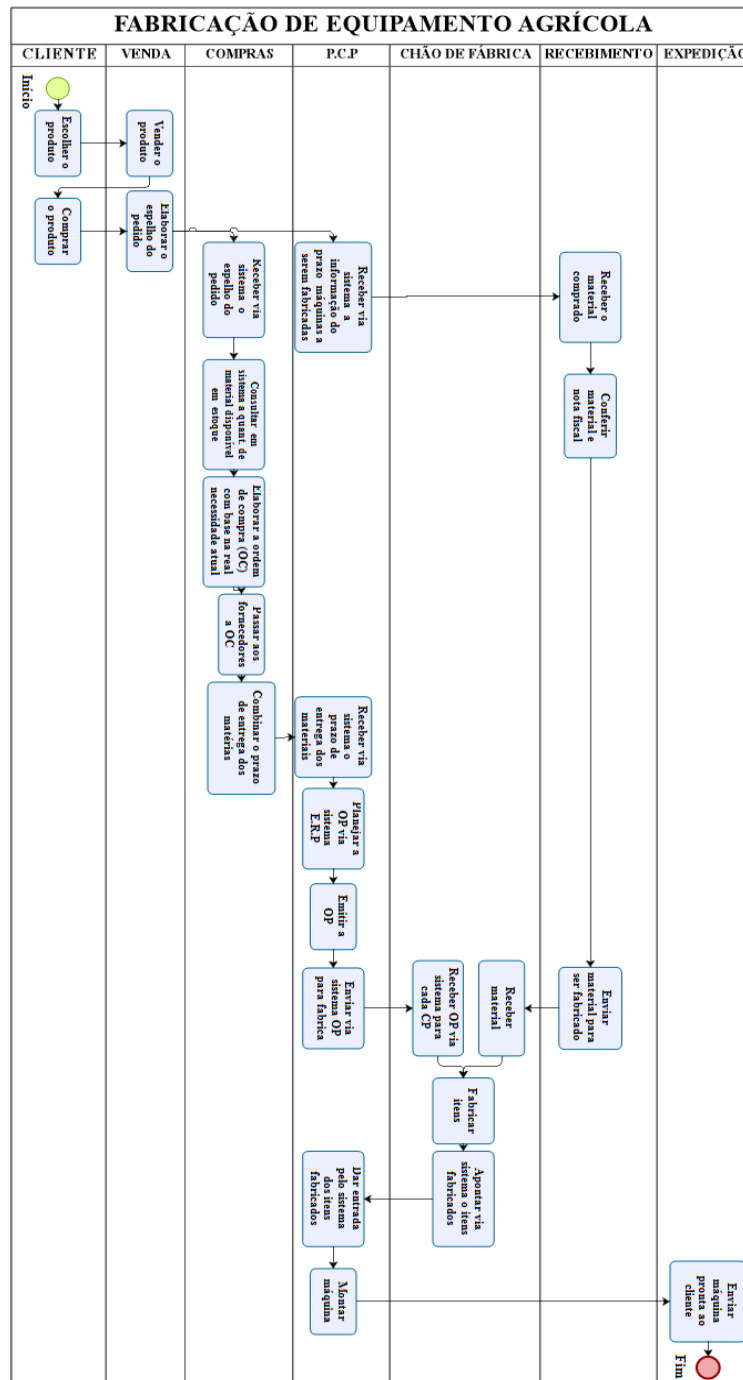 FABRICAÇÃO DE EQUIPAMENTO AGRÍCOLA
CLIENTE
VENDA
COMPRAS
P.C.P
CHÃO DE FÁBRICA
RECEBIMENTO
EXPEDIÇÃO
Início
Escolher o
produto
Vender o
produto
Comprar
o produto
Elaborar o
espelho do
pedido
Receber via
sistema o
espelho do
pedido
Receber via
sistema a
informação do
prazo máquinas a
serem fabricadas
Receber o
material
comprado
Conferir
material e
nota fiscal
Consultar em
sistema a quant. de
material disponível
em estoque
Elaborar a ordem
de compra (OC)
com base na real
necessidade atual
Passar aos
fornecedores
a OC
Combinar o prazo
de entrega dos
matérias
Receber via
sistema o
prazo de
entrega dos
materiais
Planejar a
OP via
sistema
E.R.P
Emitir a
OP
Enviar via
sistema OP
para fabrica
Receber OP via
sistema para
cada CP
Receber
material
Enviar
material para
ser fabricado
Fabricar
itens
Apontar via
sistema o itens
fabricados
Dar entrada
pelo sistema
dos itens
fabricados
Montar
máquina
Enviar
máquina
pronta ao
cliente
Fim